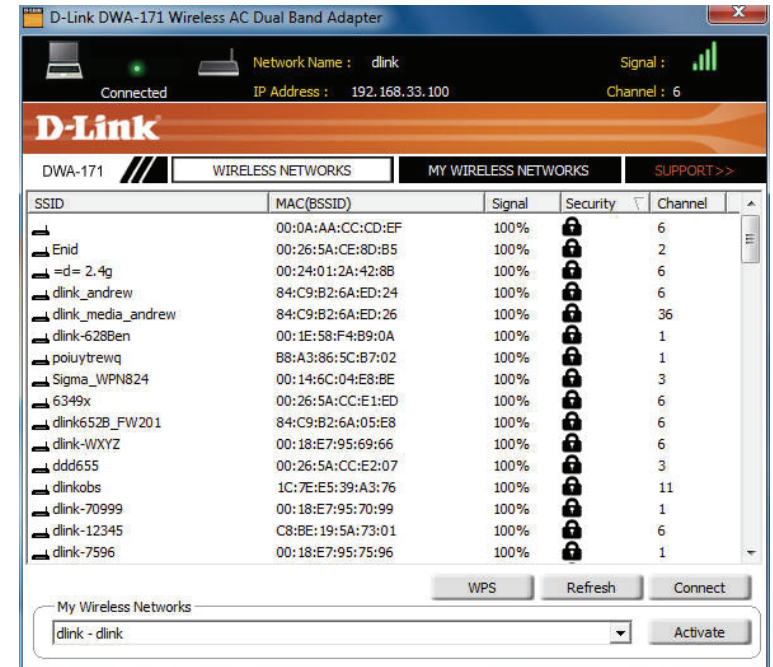 D-Link DWA-171 Wireless AC Dual Band Adapter
Network Name : dlink Signal :
Connected IP Address : 192.168.33.100 Channel : 6
D-Link
DWA-171 WIRELESS NETWORKS MY WIRELESS NETWORKS SUPPORT>>
SSID MAC(BSSID) Signal Security Channel
00:0A:AA:CC:CD:EF 100% 6
Enid 00:26:5A:CE:8D:B5 100% 2
=d= 2.4g 00:24:01:2A:42:8B 100% 6
dlink_andrew 84:C9:B2:6A:ED:24 100% 6
dlink_media_andrew 84:C9:B2:6A:ED:26 100% 36
dlink-628Ben 00:1E:58:F4:B9:0A 100% 1
poiuytrewq B8:A3:86:5C:B7:02 100% 1
Sigma_WPN824 00:14:6C:04:E8:BE 100% 3
6349x 00:26:5A:CC:E1:ED 100% 6
dlink652B_FW201 84:C9:B2:6A:05:E8 100% 6
dlink-WXYZ 00:18:E7:95:69:66 100% 6
ddd655 00:26:5A:CC:E2:07 100% 3
dlinkobs 1C:7E:E5:39:A3:76 100% 11
dlink-70999 00:18:E7:95:70:99 100% 1
dlink-12345 C8:BE:19:5A:73:01 100% 6
dlink-7596 00:18:E7:95:75:96 100% 1
WPS Refresh Connect
My Wireless Networks
dlink - dlink Activate